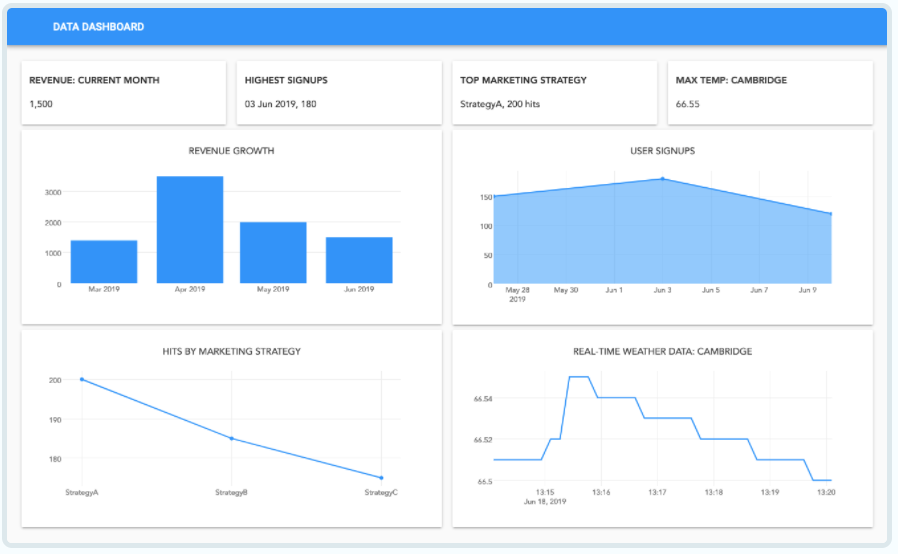 DATA DASHBOARD
REVENUE: CURRENT MONTH
1,500
HIGHEST SIGNUPS
03 Jun 2019, 180
TOP MARKETING STRATEGY
StrategyA, 200 hits
MAX TEMP: CAMBRIDGE
66.55
REVENUE GROWTH
3000
2000
1000
0
Mar 2019
Apr 2019
May 2019
Jun 2019
USER SIGNUPS
150
100
50
0
May 28
2019
May 30
Jun 1
Jun 3
Jun 5
Jun 7
Jun 9
HITS BY MARKETING STRATEGY
200
190
180
StrategyA
StrategyB
StrategyC
REAL-TIME WEATHER DATA: CAMBRIDGE
66.54
66.52
66.5
13:15
Jun 18, 2019
13:16
13:17
13:18
13:19
13:20